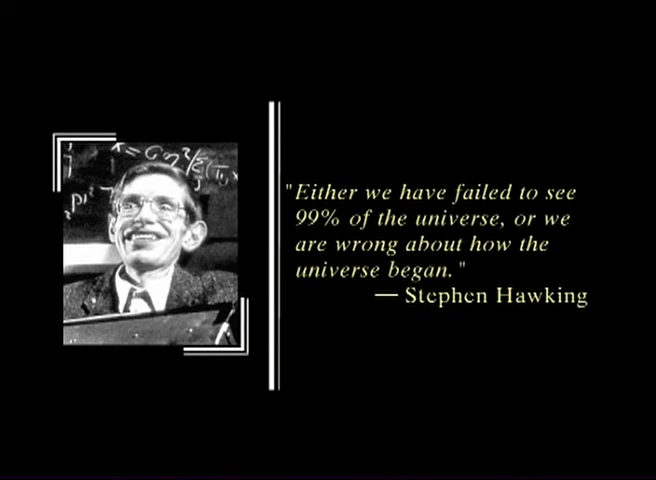 "Either we have failed to see
99% of the universe, or we
are wrong about how the
universe began."
— Stephen Hawking